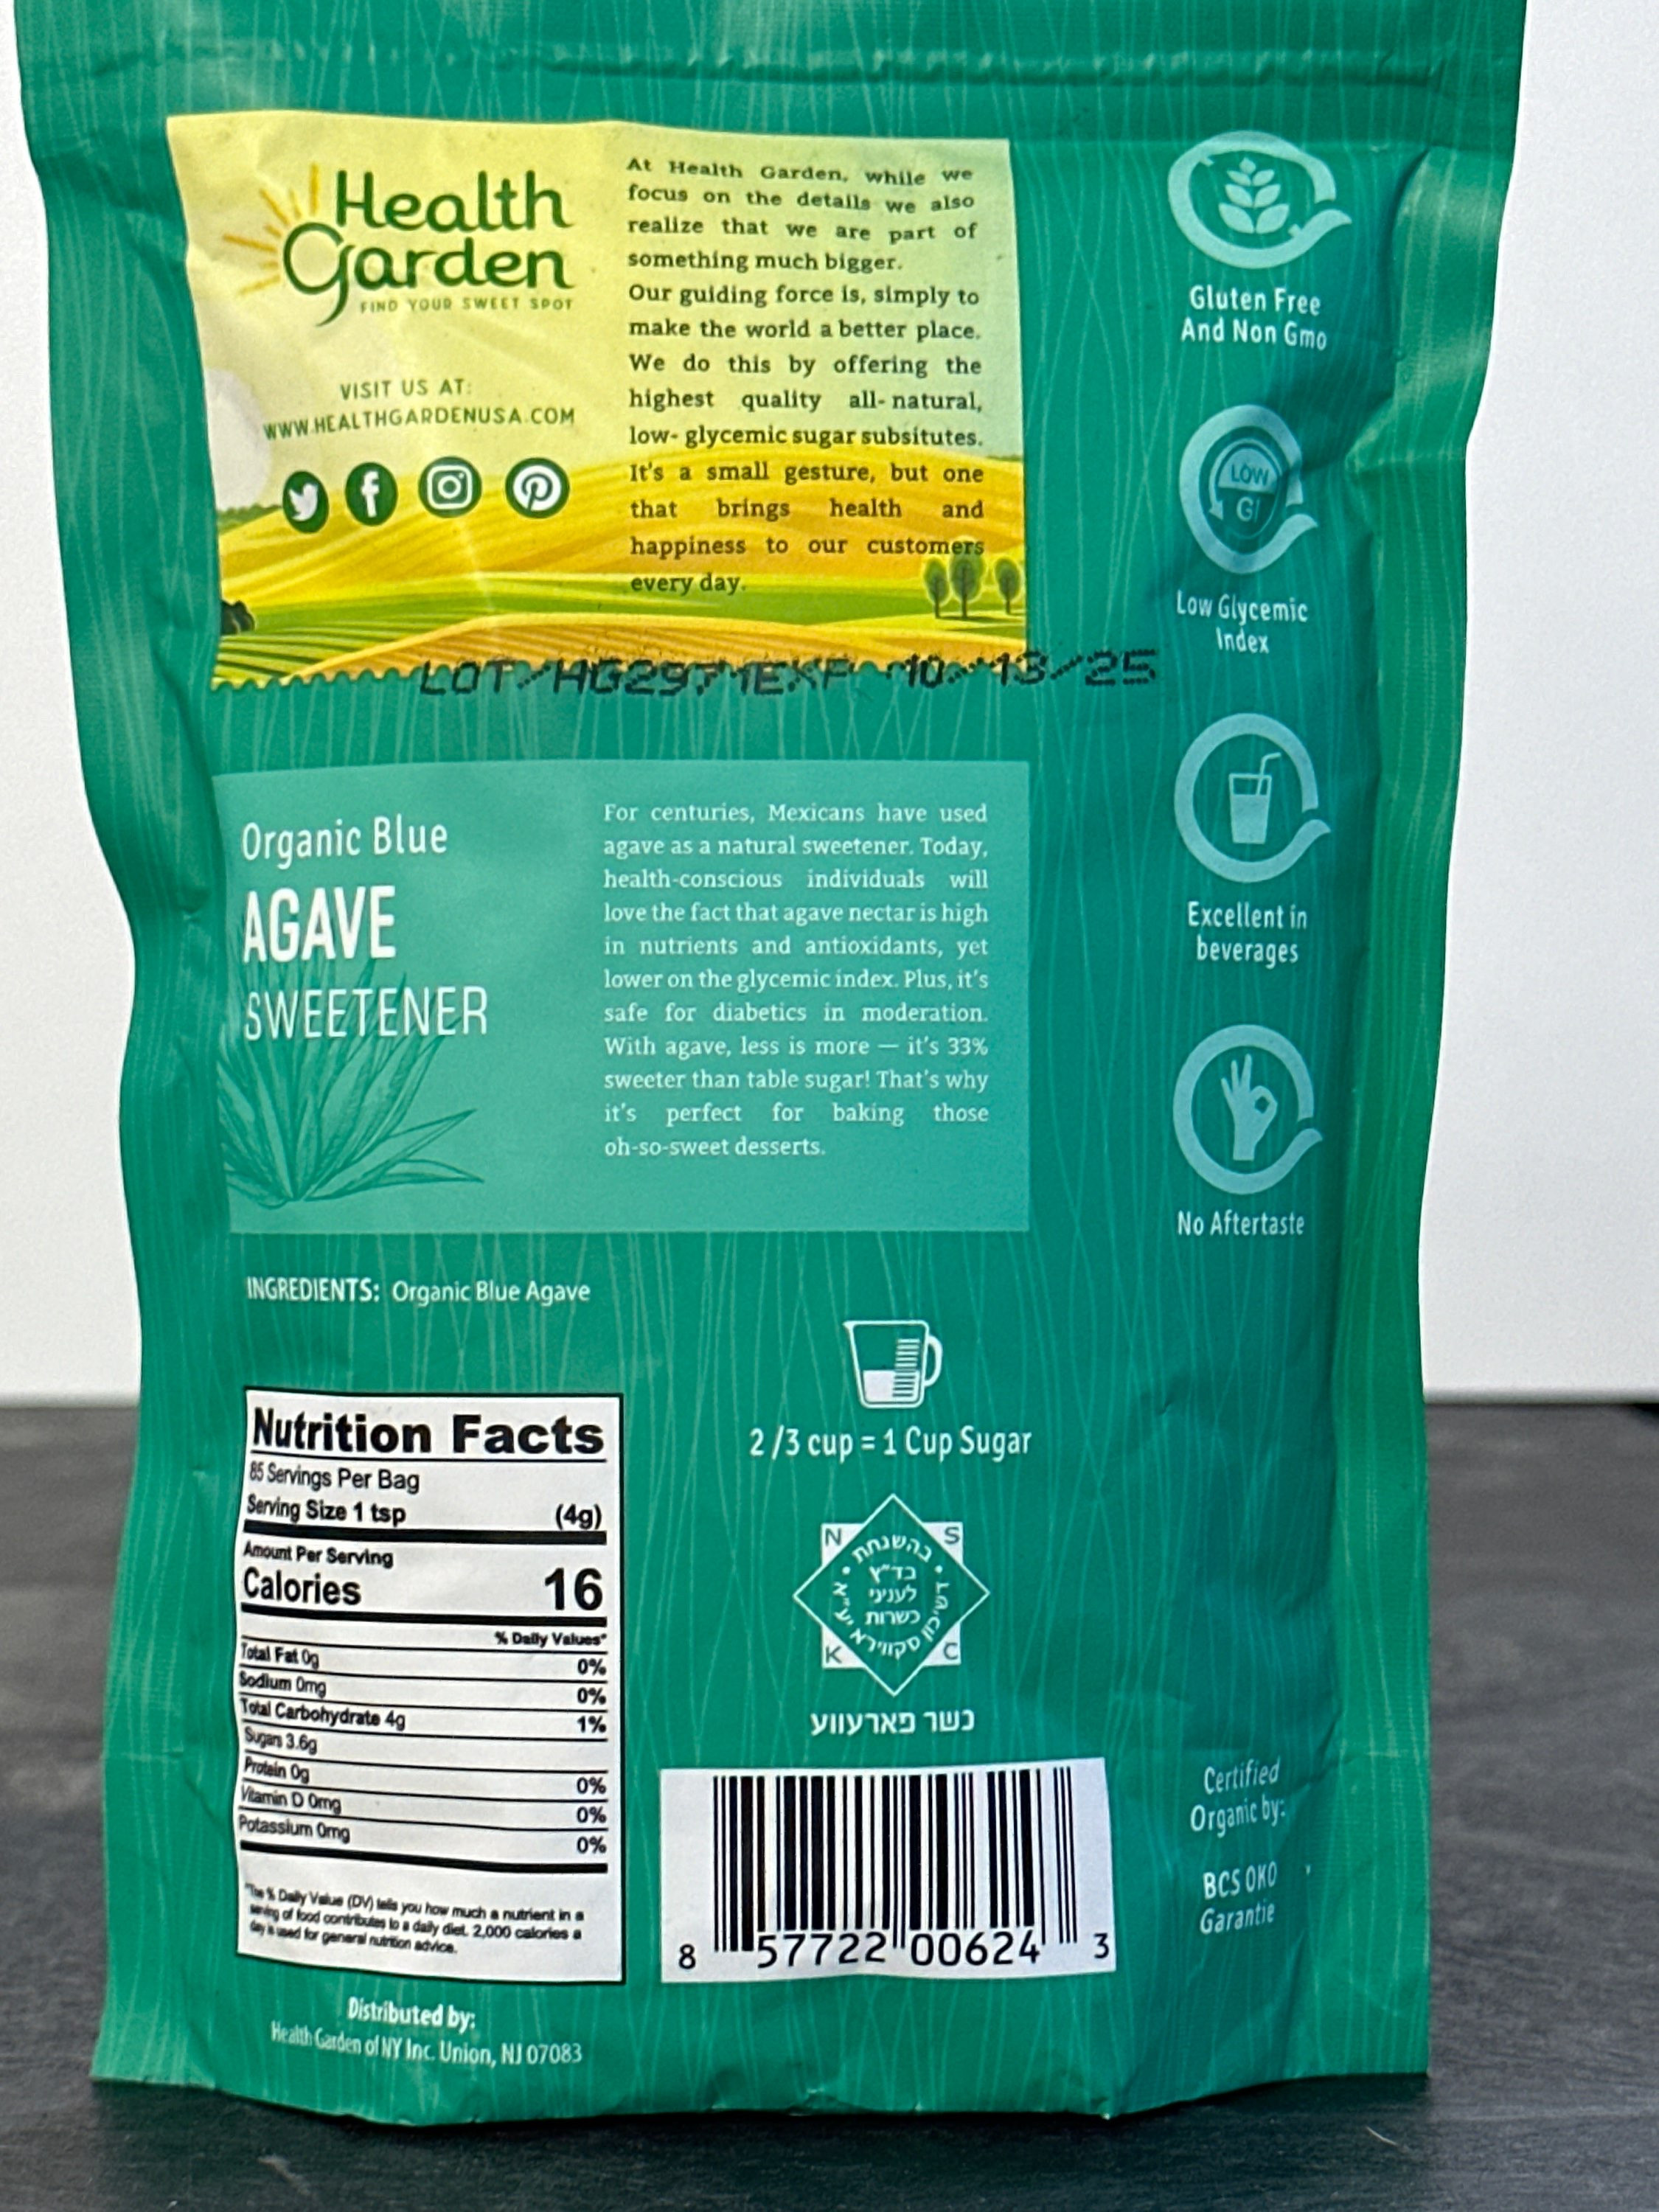 Health
Garden
FIND YOUR SWEET SPOT
VISIT US AT:
WWW.HEALTHGARDENUSA.COM
At Health Garden, while we
focus on the details we also
realize that we are part of
something much bigger.
Our guiding force is, simply to
make the world a better place.
We do this by offering the
highest quality all- natural,
low- glycemic sugar subsitutes.
It's a small gesture, but one
that brings health and
happiness to our customers
every day.
LOT HG2971EXP 10 13/25
Gluten Free
And Non Gmo
LOW
GI
Low Glycemic
Index
Excellent in
beverages
No Aftertaste
Organic Blue
AGAVE
SWEETENER
For centuries, Mexicans have used
agave as a natural sweetener. Today,
health-conscious individuals will
love the fact that agave nectar is high
in nutrients and antioxidants, yet
lower on the glycemic index. Plus, it's
safe for diabetics in moderation.
With agave, less is more — it's 33%
sweeter than table sugar! That's why
it's perfect for baking those
oh-so-sweet desserts.
INGREDIENTS: Organic Blue Agave
Nutrition Facts
85 Servings Per Bag
Serving Size 1 tsp (4g)
Amount Per Serving
Calories 16
% Daily Values*
Total Fat 0g 0%
Sodium 0mg 0%
Total Carbohydrate 4g 1%
Sugars 3.6g
Protein 0g 0%
Vitamin D 0mg 0%
Potassium 0mg 0%
*The % Daily Value (DV) tells you how much a nutrient in a
serving of food contributes to a daily diet. 2,000 calories a
day is used for general nutrition advice.
Distributed by:
Health Garden of NY Inc. Union, NJ 07083
2 /3 cup = 1 Cup Sugar
N S
בהשגחת
בד"ץ
לעניני
כשרות
דשיכון סקווירא יע"א
K C
כשר פארעווע
8 57722 00624 3
Certified
Organic by:
BCS OKO
Garantie